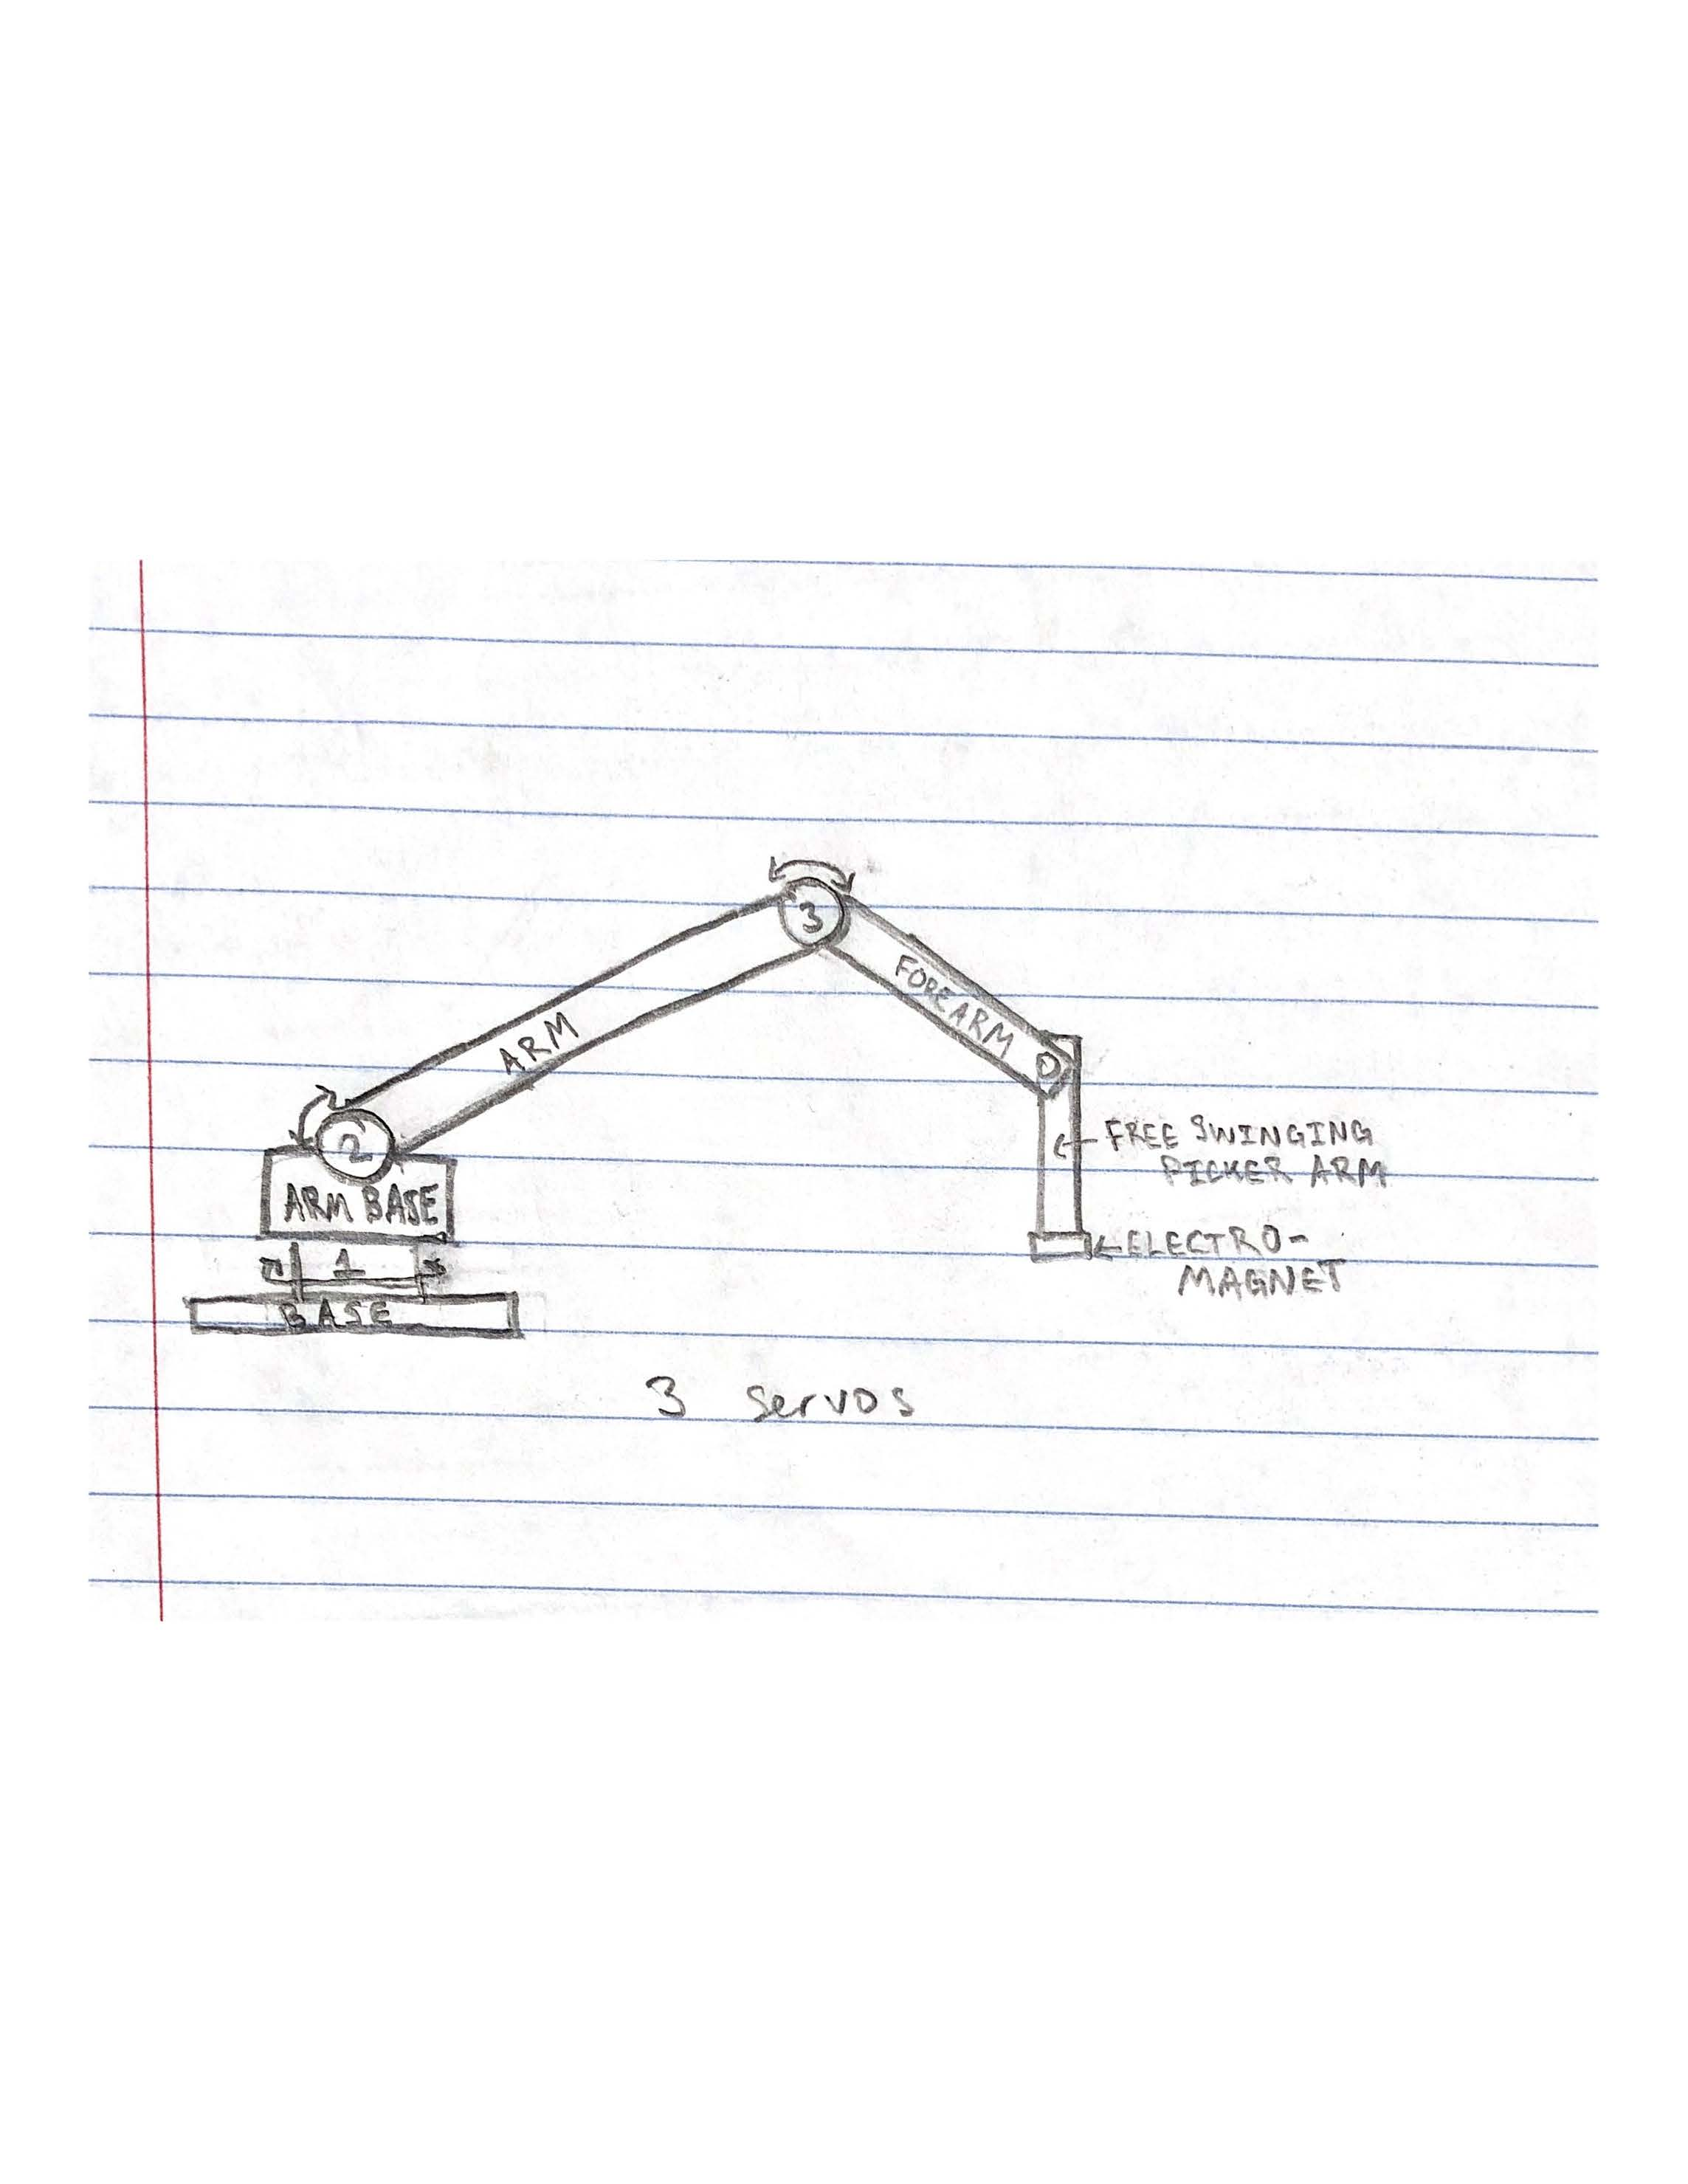 3
FOREARM
ARM
2
FREE SWINGING
PICKER ARM
ARM BASE
ELECTRO-
MAGNET
1
BASE
3 servos